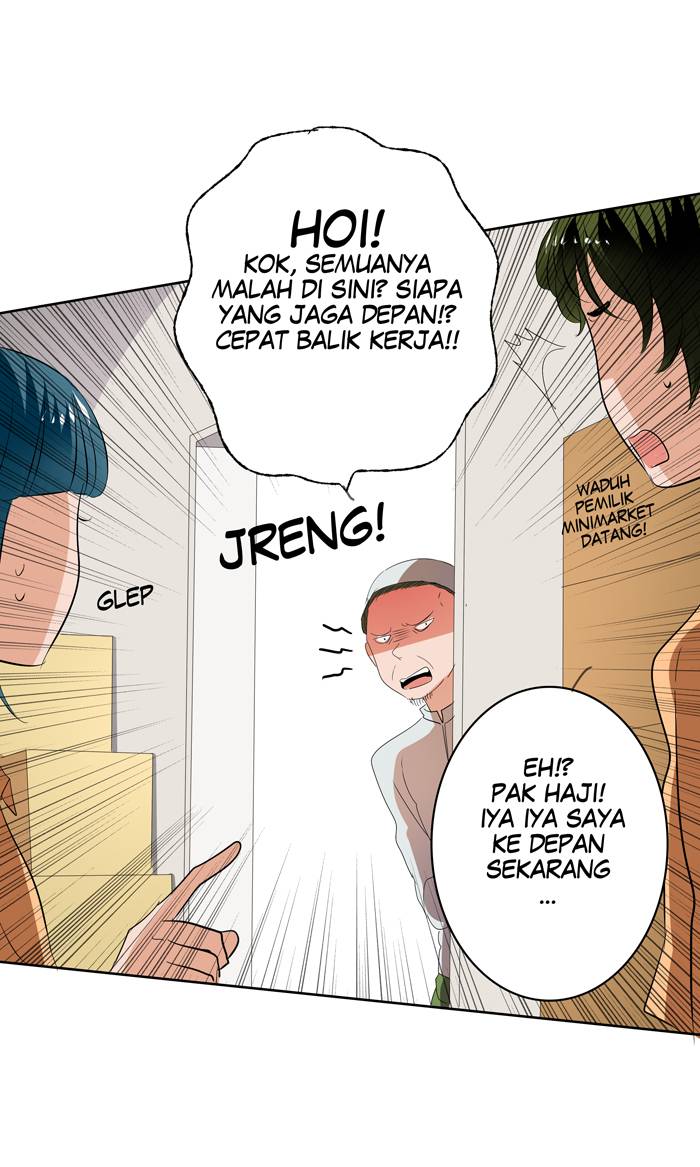 HOI!
KOK, SEMUANYA
MALAH DI SINI? SIAPA
YANG JAGA DEPAN!?
CEPAT BALIK KERJA!!
WADUH
PEMILIK
MINIMARKET
DATANG!
JRENG!
GLEP
EH!?
PAK HAJI!
IYA IYA SAYA
KE DEPAN
SEKARANG
...